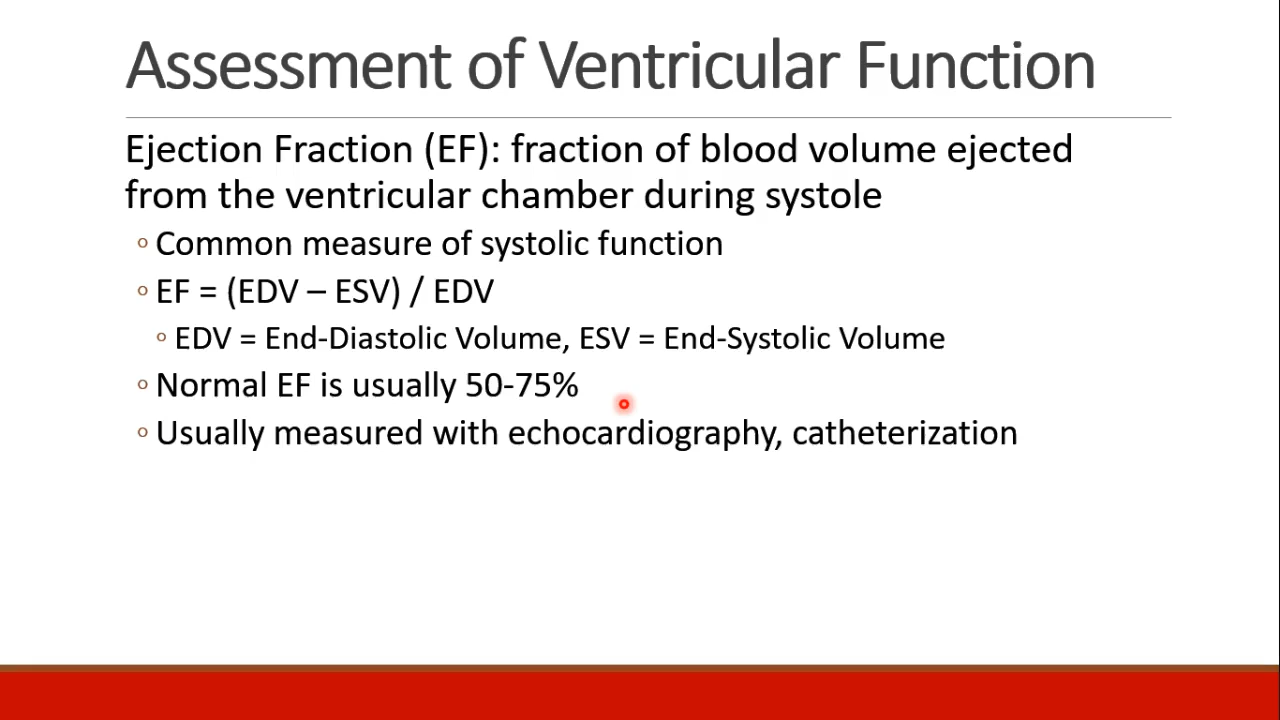 Assessment of Ventricular Function
Ejection Fraction (EF): fraction of blood volume ejected
from the ventricular chamber during systole
◦ Common measure of systolic function
◦ EF = (EDV – ESV) / EDV
◦ EDV = End-Diastolic Volume, ESV = End-Systolic Volume
◦ Normal EF is usually 50-75%
◦ Usually measured with echocardiography, catheterization